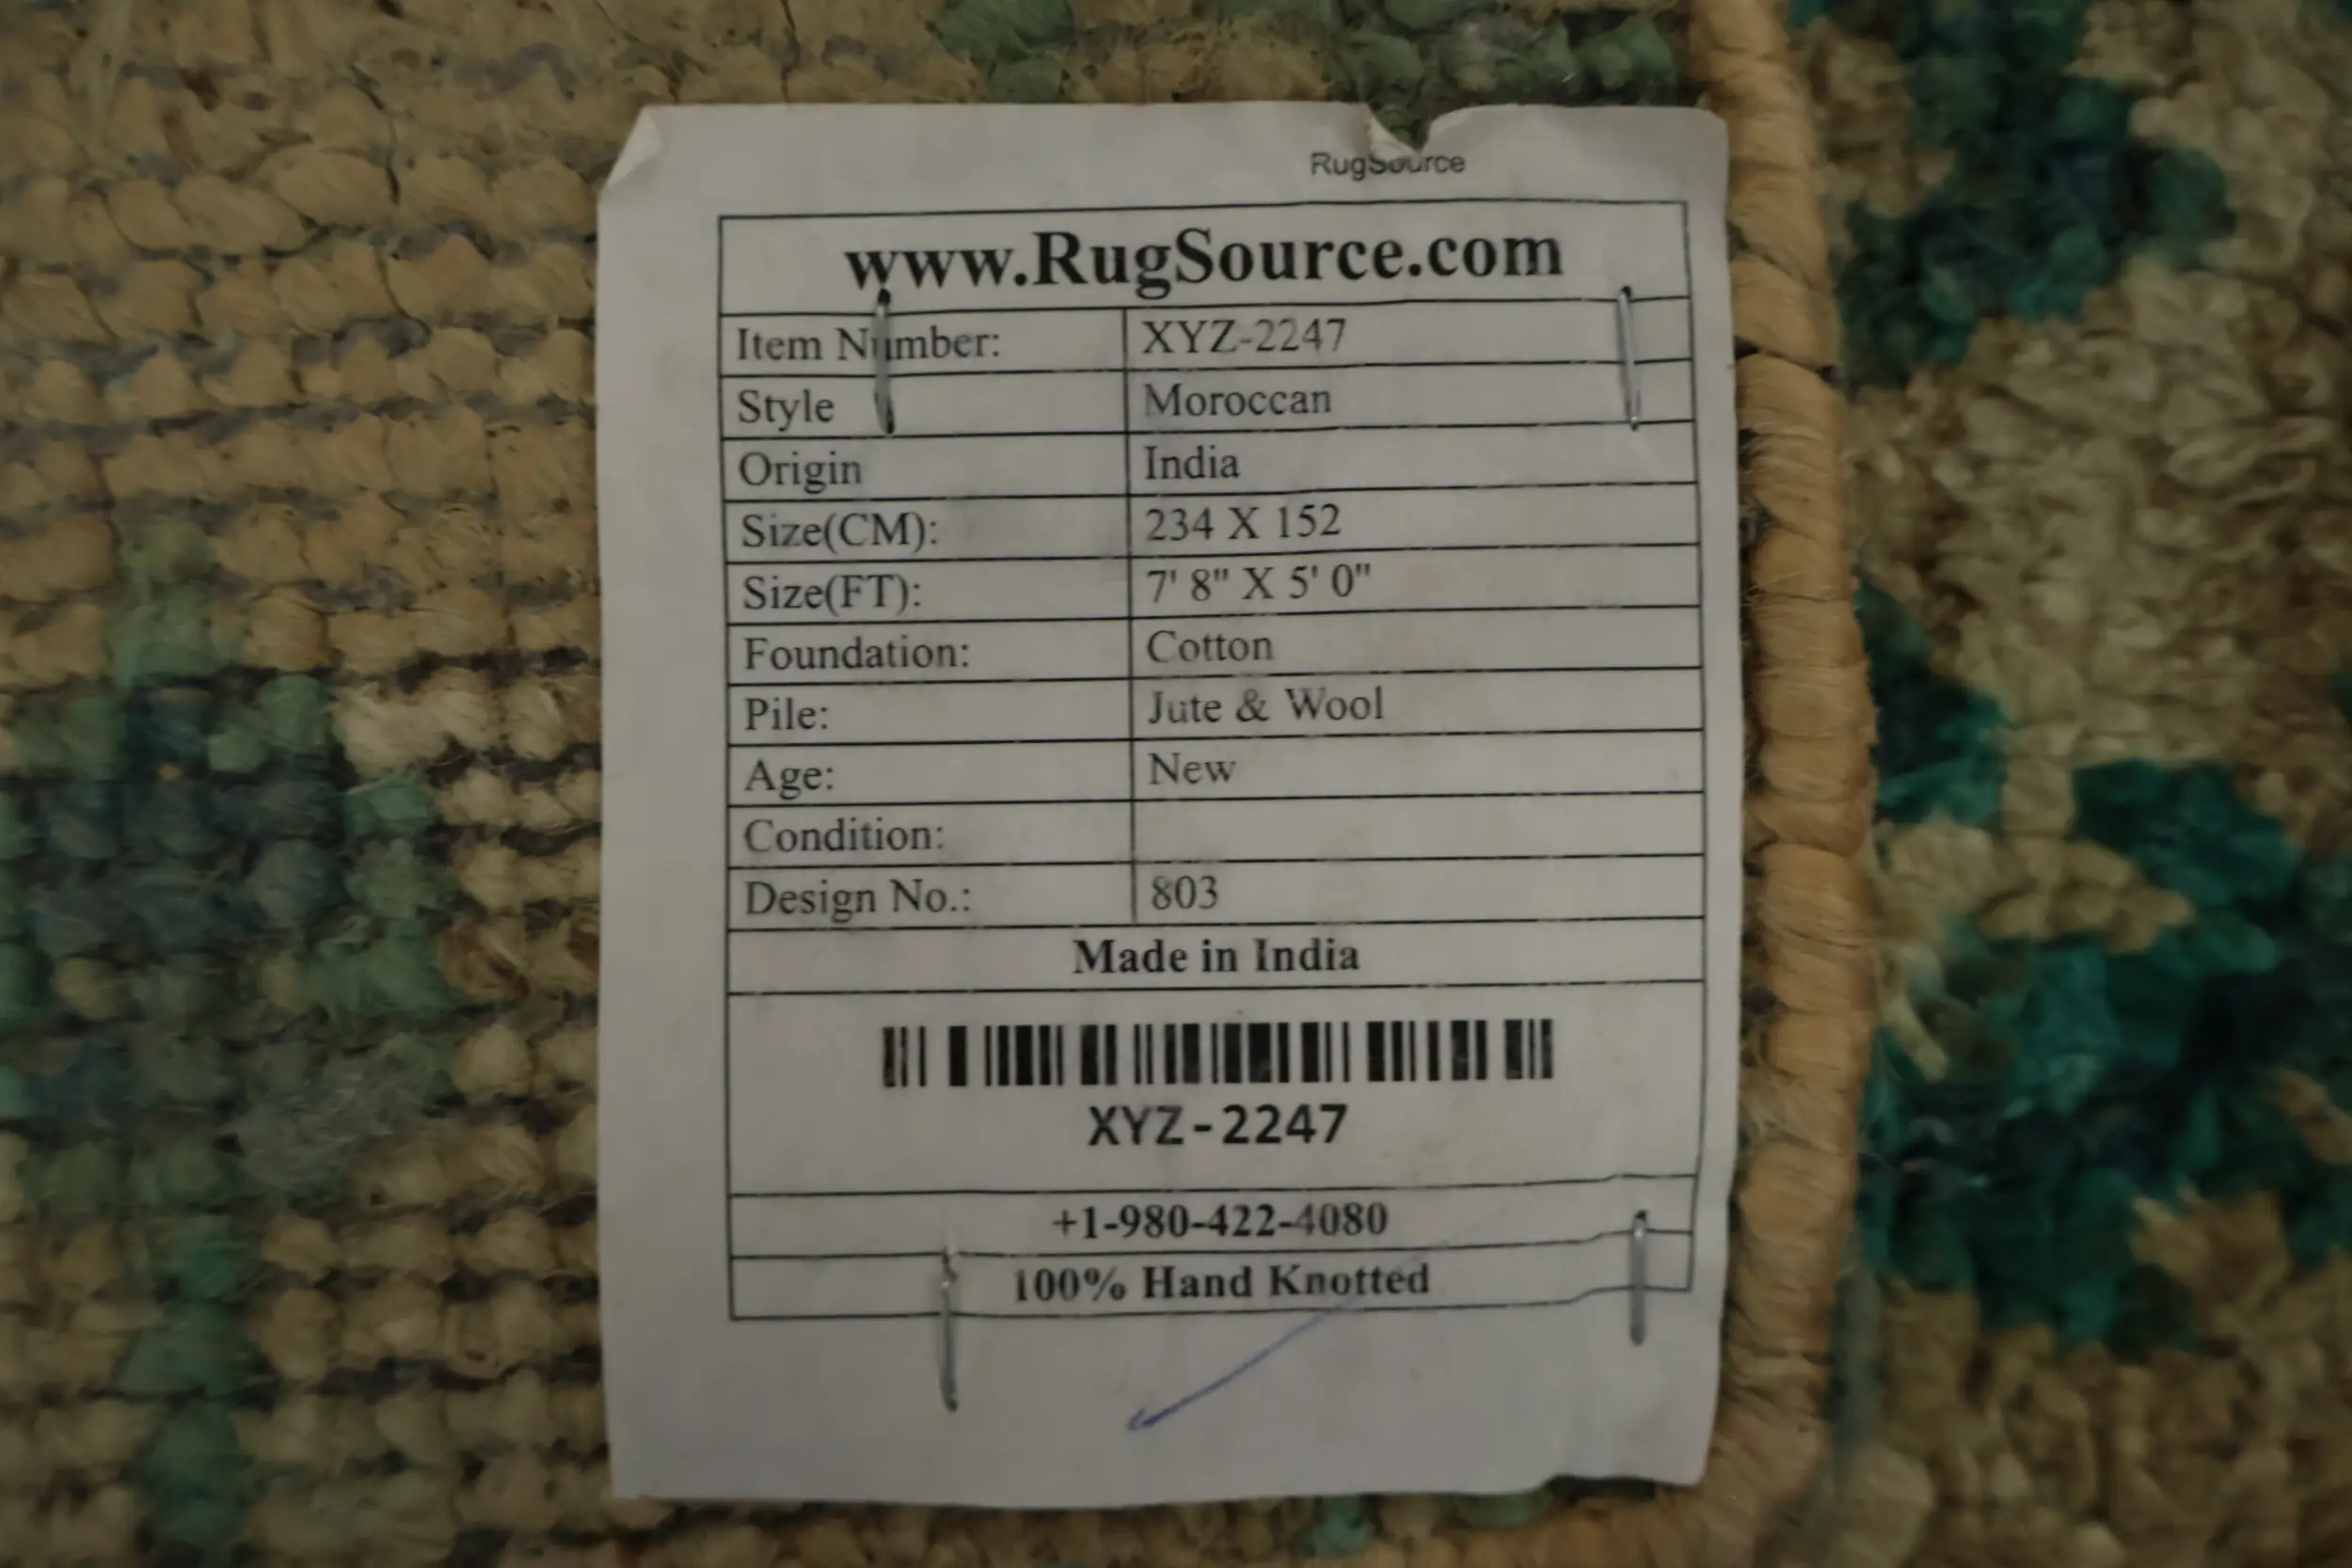 RugSource
www.RugSource.com
Item Number: XYZ-2247
Style Moroccan
Origin India
Size(CM): 234 X 152
Size(FT): 7' 8" X 5' 0"
Foundation: Cotton
Pile: Jute & Wool
Age: New
Condition:
Design No.: 803
Made in India
XYZ-2247
+1-980-422-4080
100% Hand Knotted